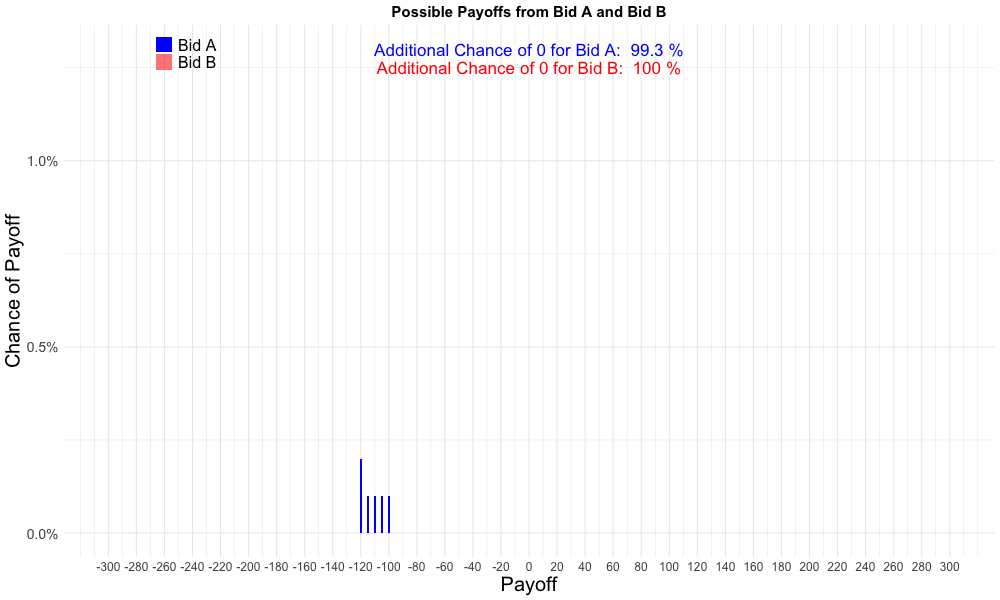 Possible Payoffs from Bid A and Bid B
Bid A
Bid B
Additional Chance of 0 for Bid A:  99.3 %
Additional Chance of 0 for Bid B:  100 %
Chance of Payoff
1.0%
0.5%
0.0%
-300 -280 -260 -240 -220 -200 -180 -160 -140 -120 -100 -80 -60 -40 -20 0 20 40 60 80 100 120 140 160 180 200 220 240 260 280 300
Payoff